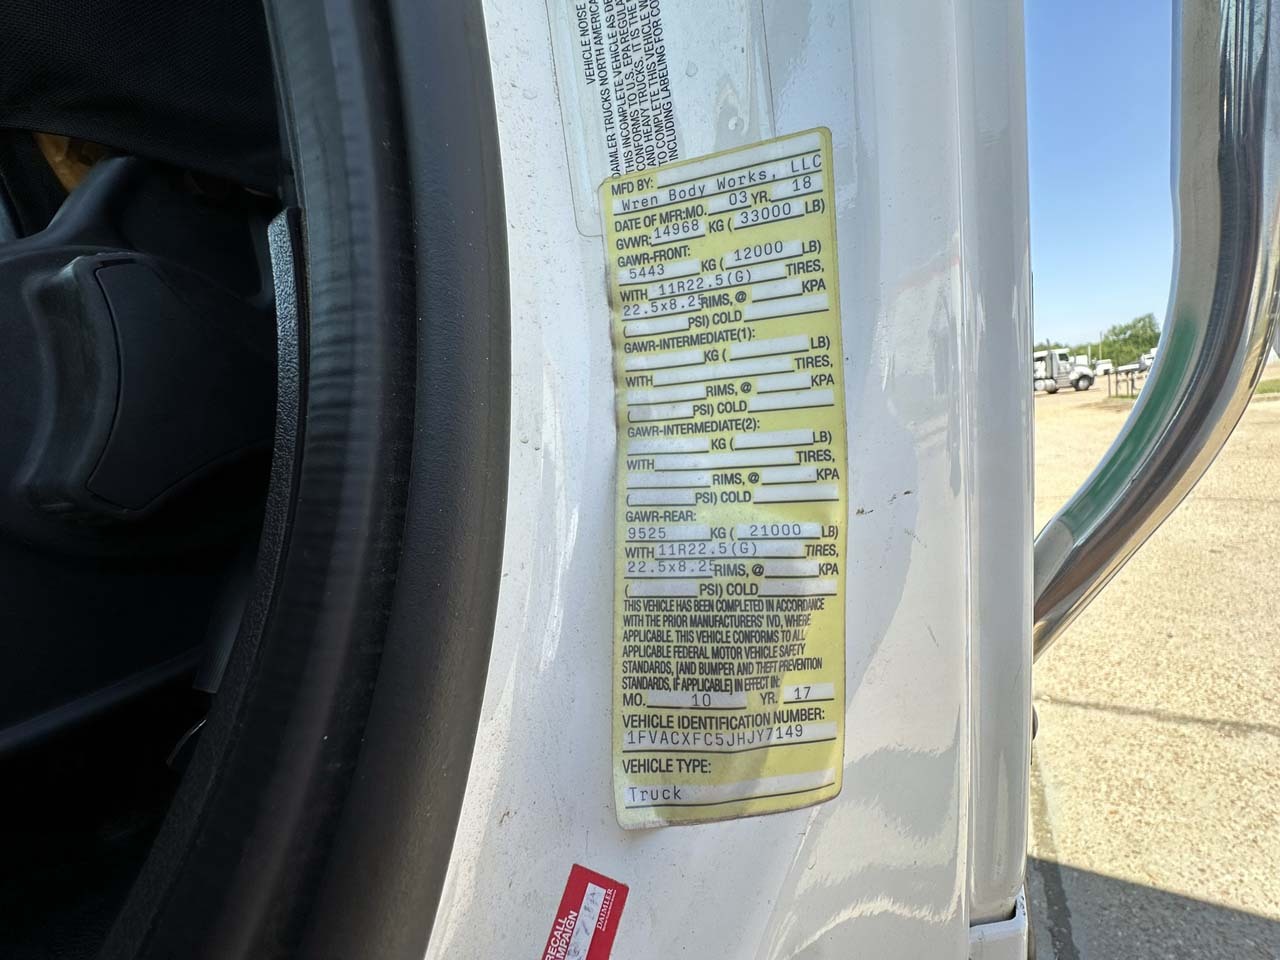 VEHICLE NOISE
DAIMLER TRUCKS NORTH AMERICA
THIS INCOMPLETE VEHICLE AS
CONFORMS TO U.S. EPA
AND HEAVY TRUCKS. IT IS THE
TO COMPLETE THIS VEHICLE
INCLUDING LABELING FOR
MFD BY:
Wren Body Works, LLC
DATE OF MFR:MO. 03 YR. 18
GVWR: 14968 KG ( 33000 LB)
GAWR-FRONT:
5443 KG ( 12000 LB)
WITH 11R22.5(G) TIRES,
22.5x8.25 RIMS, @ KPA
( PSI) COLD
GAWR-INTERMEDIATE(1):
KG ( LB)
WITH TIRES,
RIMS, @ KPA
( PSI) COLD
GAWR-INTERMEDIATE(2):
KG ( LB)
WITH TIRES,
RIMS, @ KPA
( PSI) COLD
GAWR-REAR:
9525 KG ( 21000 LB)
WITH 11R22.5(G) TIRES,
22.5x8.25 RIMS, @ KPA
( PSI) COLD
THIS VEHICLE HAS BEEN COMPLETED IN ACCORDANCE
WITH THE PRIOR MANUFACTURERS' IVD, WHERE
APPLICABLE. THIS VEHICLE CONFORMS TO ALL
APPLICABLE FEDERAL MOTOR VEHICLE SAFETY
STANDARDS, [AND BUMPER AND THEFT PREVENTION
STANDARDS, IF APPLICABLE] IN EFFECT IN:
MO. 10 YR. 17
VEHICLE IDENTIFICATION NUMBER:
1FVACXFC5JHJY7149
VEHICLE TYPE:
Truck
RECALL
DAIMLER